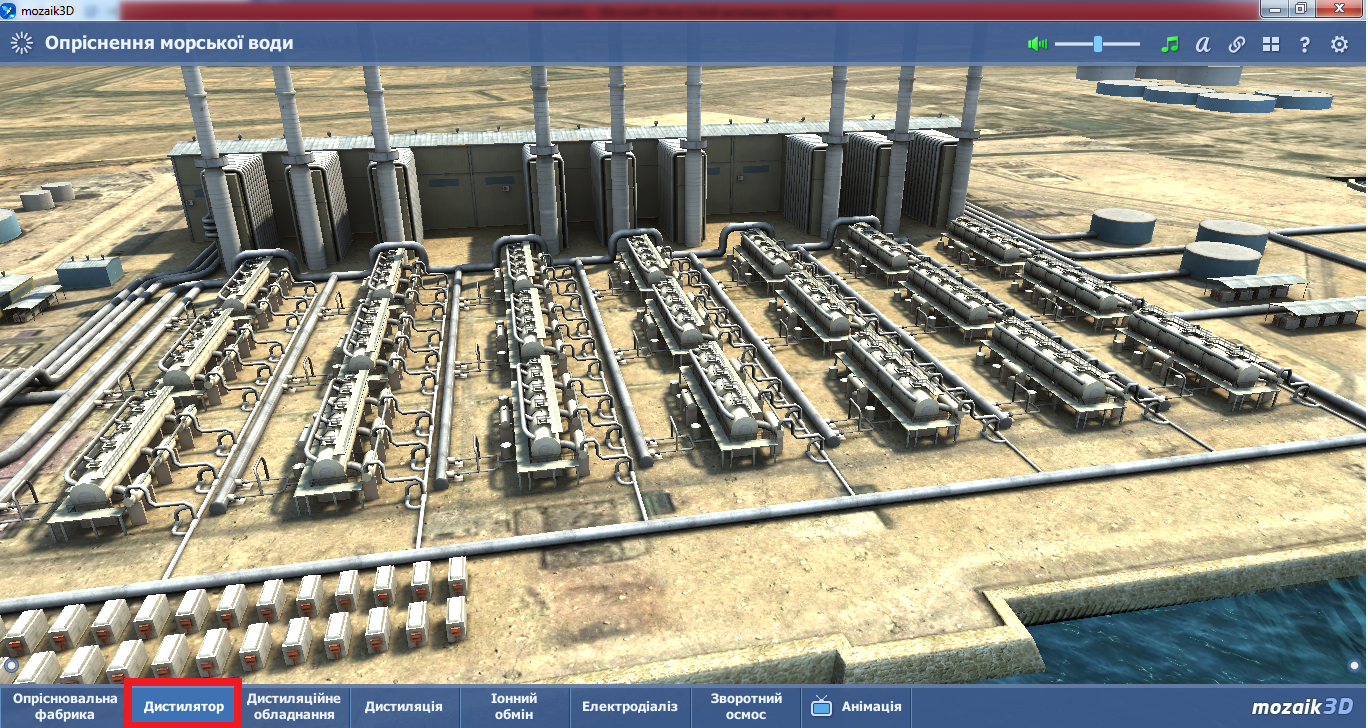 mozaik3D
Опріснення морської води
a
?
Опріснювальна
фабрика
Дистилятор
Дистиляційне
обладнання
Дистиляція
Іонний
обмін
Електродіаліз
Зворотний
осмос
Анімація
mozaik3D